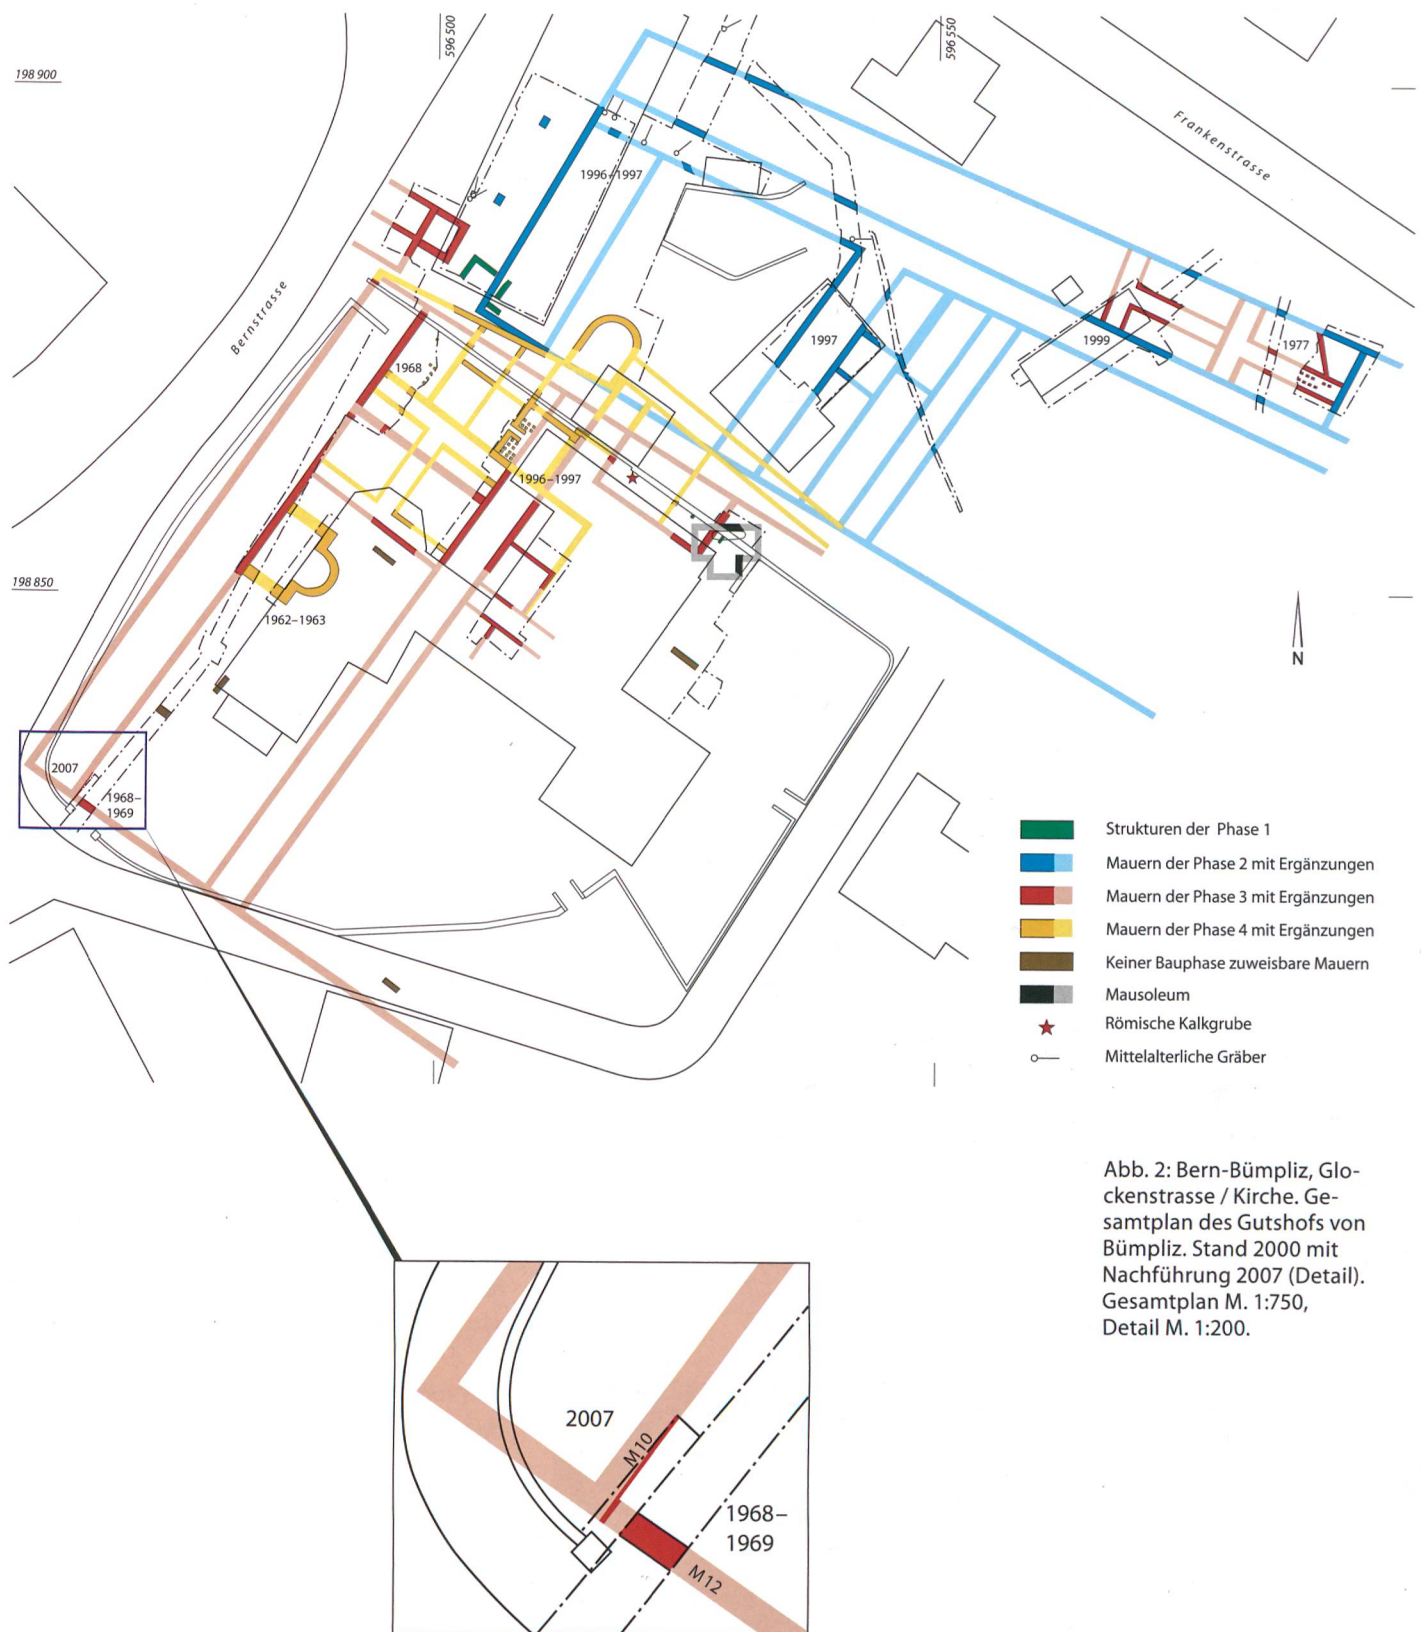 596 500
596 550
198 900
Frankenstrasse
1996–1997
Bernstrasse
1997
1999
1977
1968
1996–1997
198 850
1962–1963
N
2007
1968–
1969
Strukturen der Phase 1
Mauern der Phase 2 mit Ergänzungen
Mauern der Phase 3 mit Ergänzungen
Mauern der Phase 4 mit Ergänzungen
Keiner Bauphase zuweisbare Mauern
Mausoleum
Römische Kalkgrube
Mittelalterliche Gräber
Abb. 2: Bern-Bümpliz, Glo-
ckenstrasse / Kirche. Ge-
samtplan des Gutshofs von
Bümpliz. Stand 2000 mit
Nachführung 2007 (Detail).
Gesamtplan M. 1:750,
Detail M. 1:200.
2007
M10
1968–
1969
M12